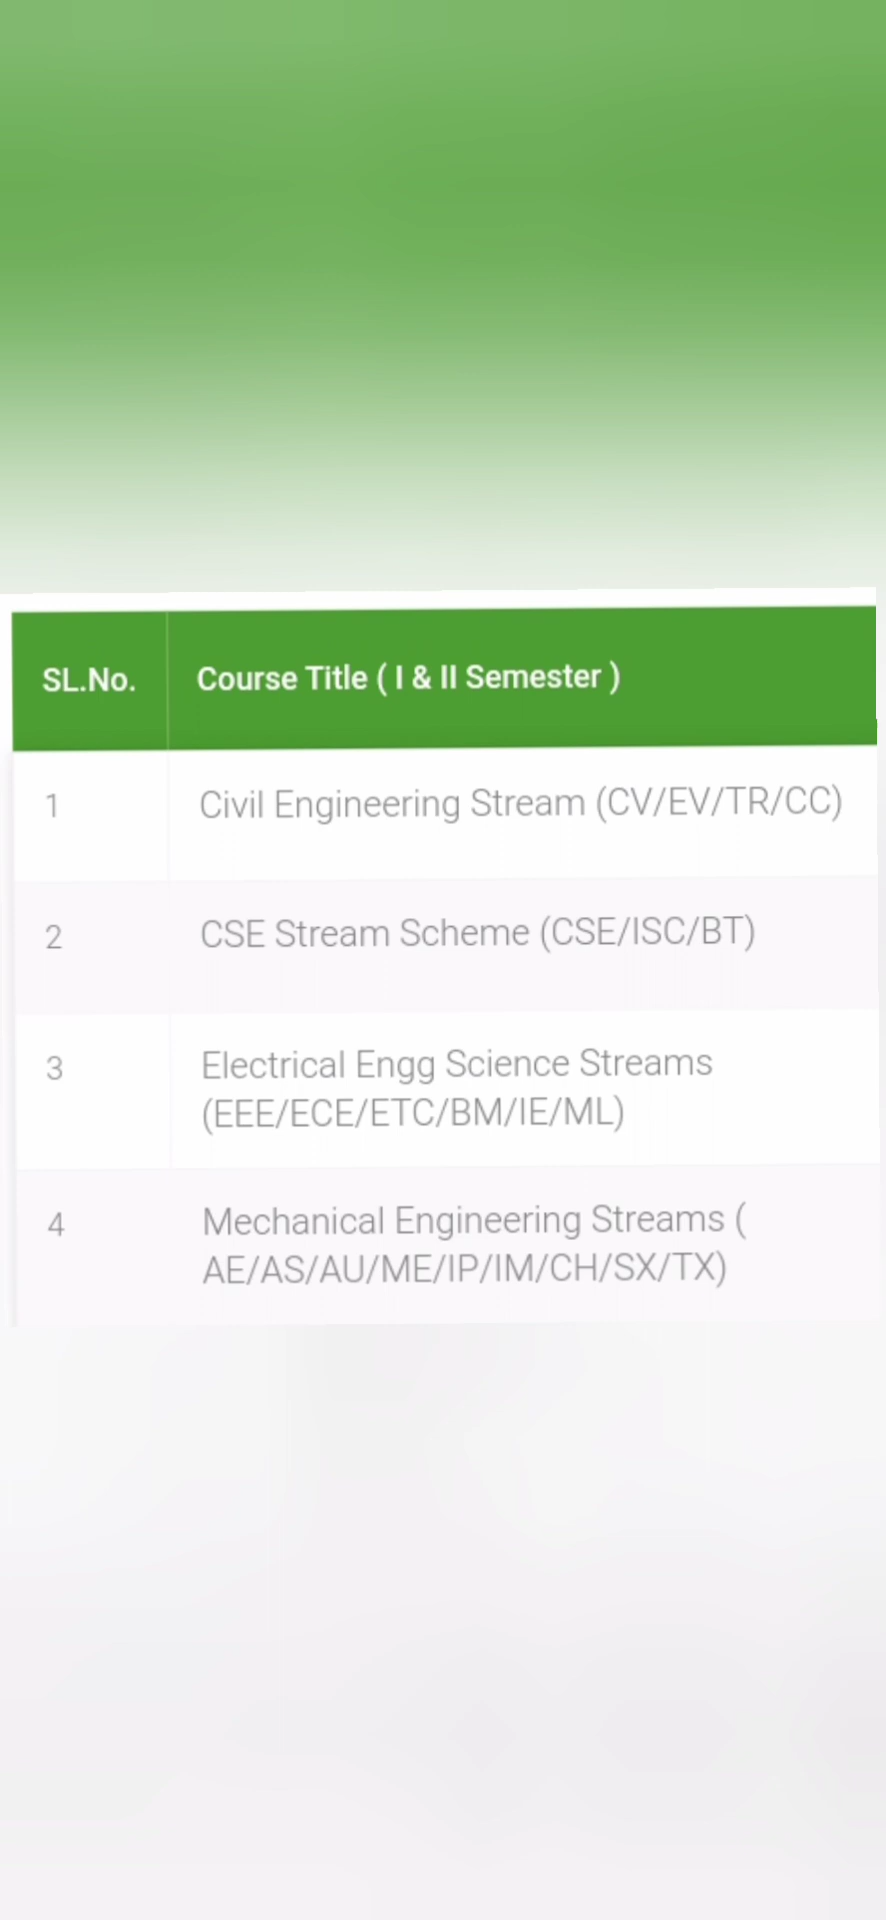 SL.No. Course Title ( I & II Semester )
1 Civil Engineering Stream (CV/EV/TR/CC)
2 CSE Stream Scheme (CSE/ISC/BT)
3 Electrical Engg Science Streams
(EEE/ECE/ETC/BM/IE/ML)
4 Mechanical Engineering Streams (
AE/AS/AU/ME/IP/IM/CH/SX/TX)